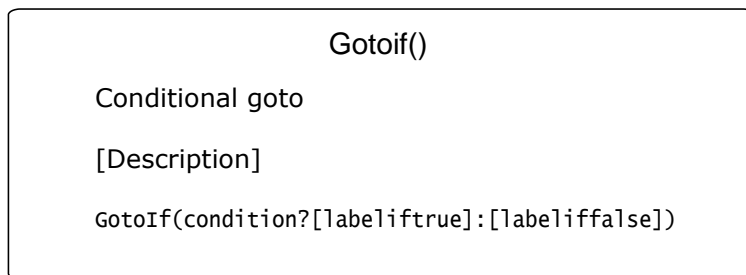 Gotoif()
Conditional goto
[Description]
GotoIf(condition?[labeliftrue]:[labeliffalse])